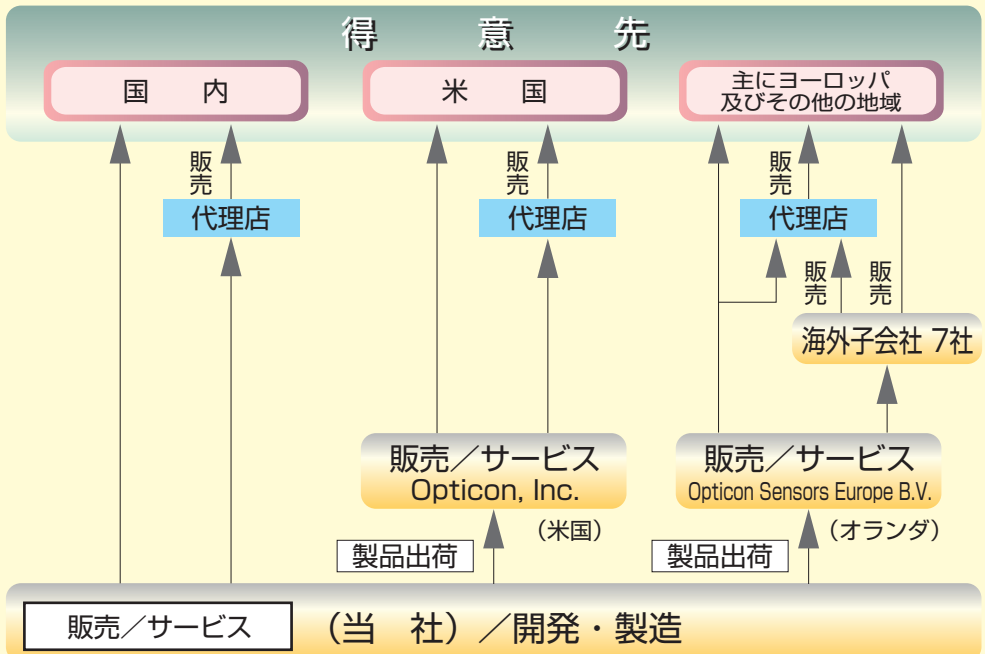 得意先
国内
米国
主にヨーロッパ
及びその他の地域
販売
販売
販売
代理店
代理店
代理店
販売
販売
海外子会社 7社
販売／サービス
Opticon, Inc.
（米国）
販売／サービス
Opticon Sensors Europe B.V.
（オランダ）
製品出荷
製品出荷
販売／サービス
（当 社）／開発・製造